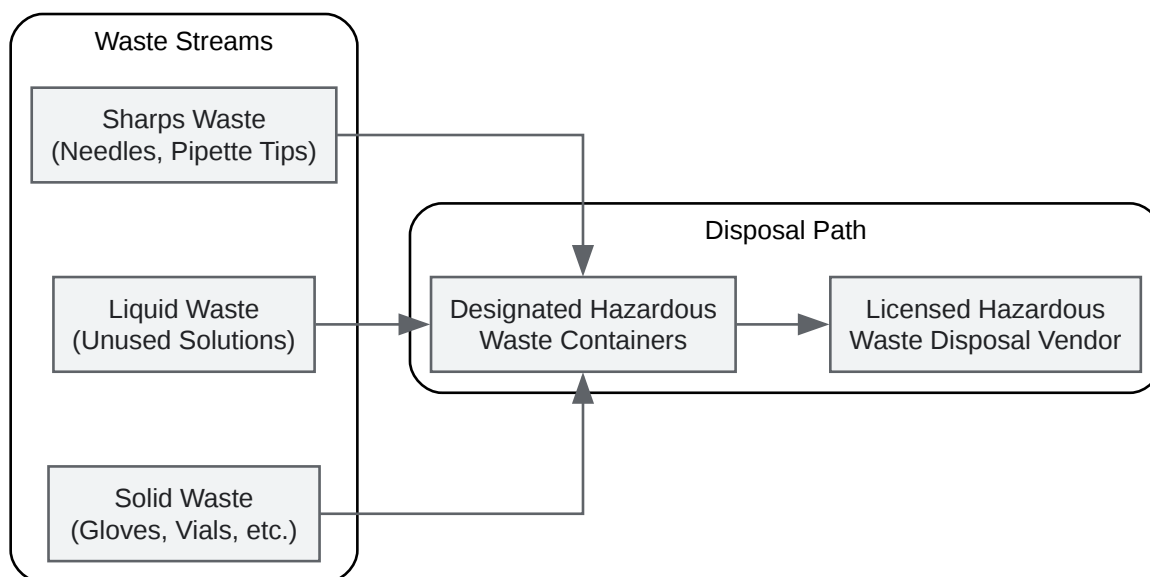 Waste Streams
Sharps Waste
(Needles, Pipette Tips)
Disposal Path
Liquid Waste
(Unused Solutions)
Designated Hazardous
Waste Containers
Licensed Hazardous
Waste Disposal Vendor
Solid Waste
(Gloves, Vials, etc.)